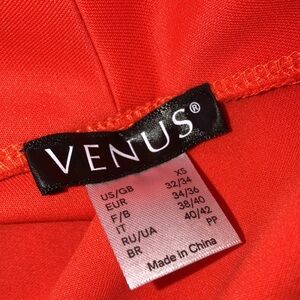 VENUS®
US/GB XS
EUR 32/34
F/B 34/36
IT 38/40
RU/UA 40/42
BR PP
Made in China